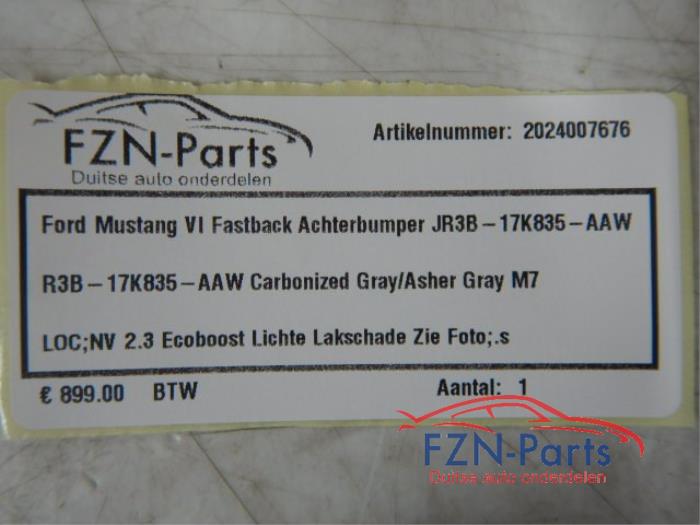 FZN-Parts
Duitse auto onderdelen
Artikelnummer: 2024007676
Ford Mustang VI Fastback Achterbumper JR3B-17K835-AAW
R3B-17K835-AAW Carbonized Gray/Asher Gray M7
LOC;NV 2.3 Ecoboost Lichte Lakschade Zie Foto;.s
€ 899.00 BTW Aantal: 1
FZN-Parts
Duitse auto onderdelen